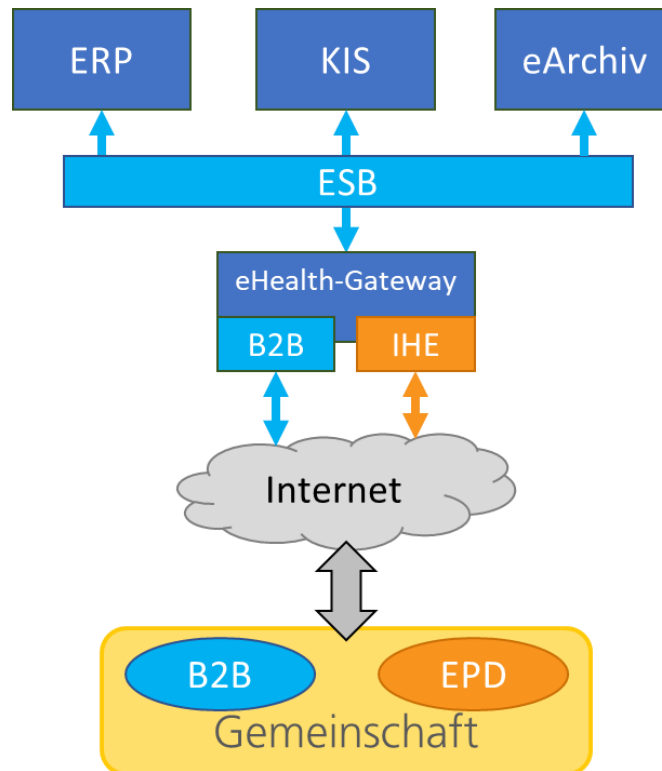 ERP
KIS
eArchiv
ESB
eHealth-Gateway
B2B
IHE
Internet
B2B
EPD
Gemeinschaft